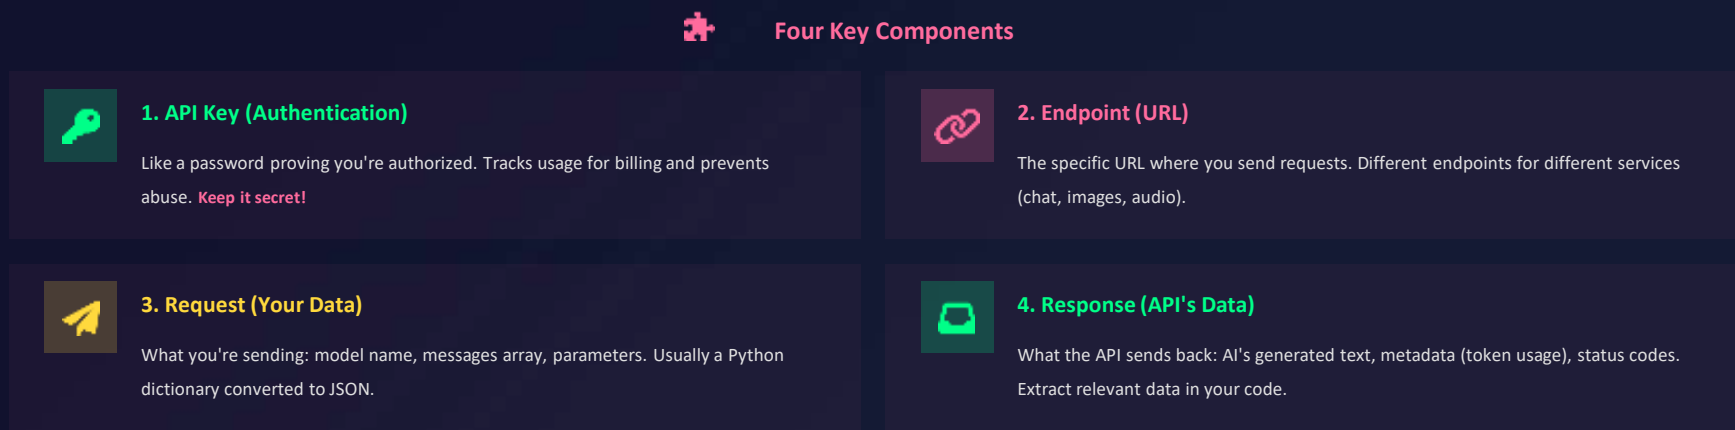 Four Key Components
1. API Key (Authentication)
Like a password proving you're authorized. Tracks usage for billing and prevents
abuse. Keep it secret!
2. Endpoint (URL)
The specific URL where you send requests. Different endpoints for different services
(chat, images, audio).
3. Request (Your Data)
What you're sending: model name, messages array, parameters. Usually a Python
dictionary converted to JSON.
4. Response (API's Data)
What the API sends back: AI's generated text, metadata (token usage), status codes.
Extract relevant data in your code.